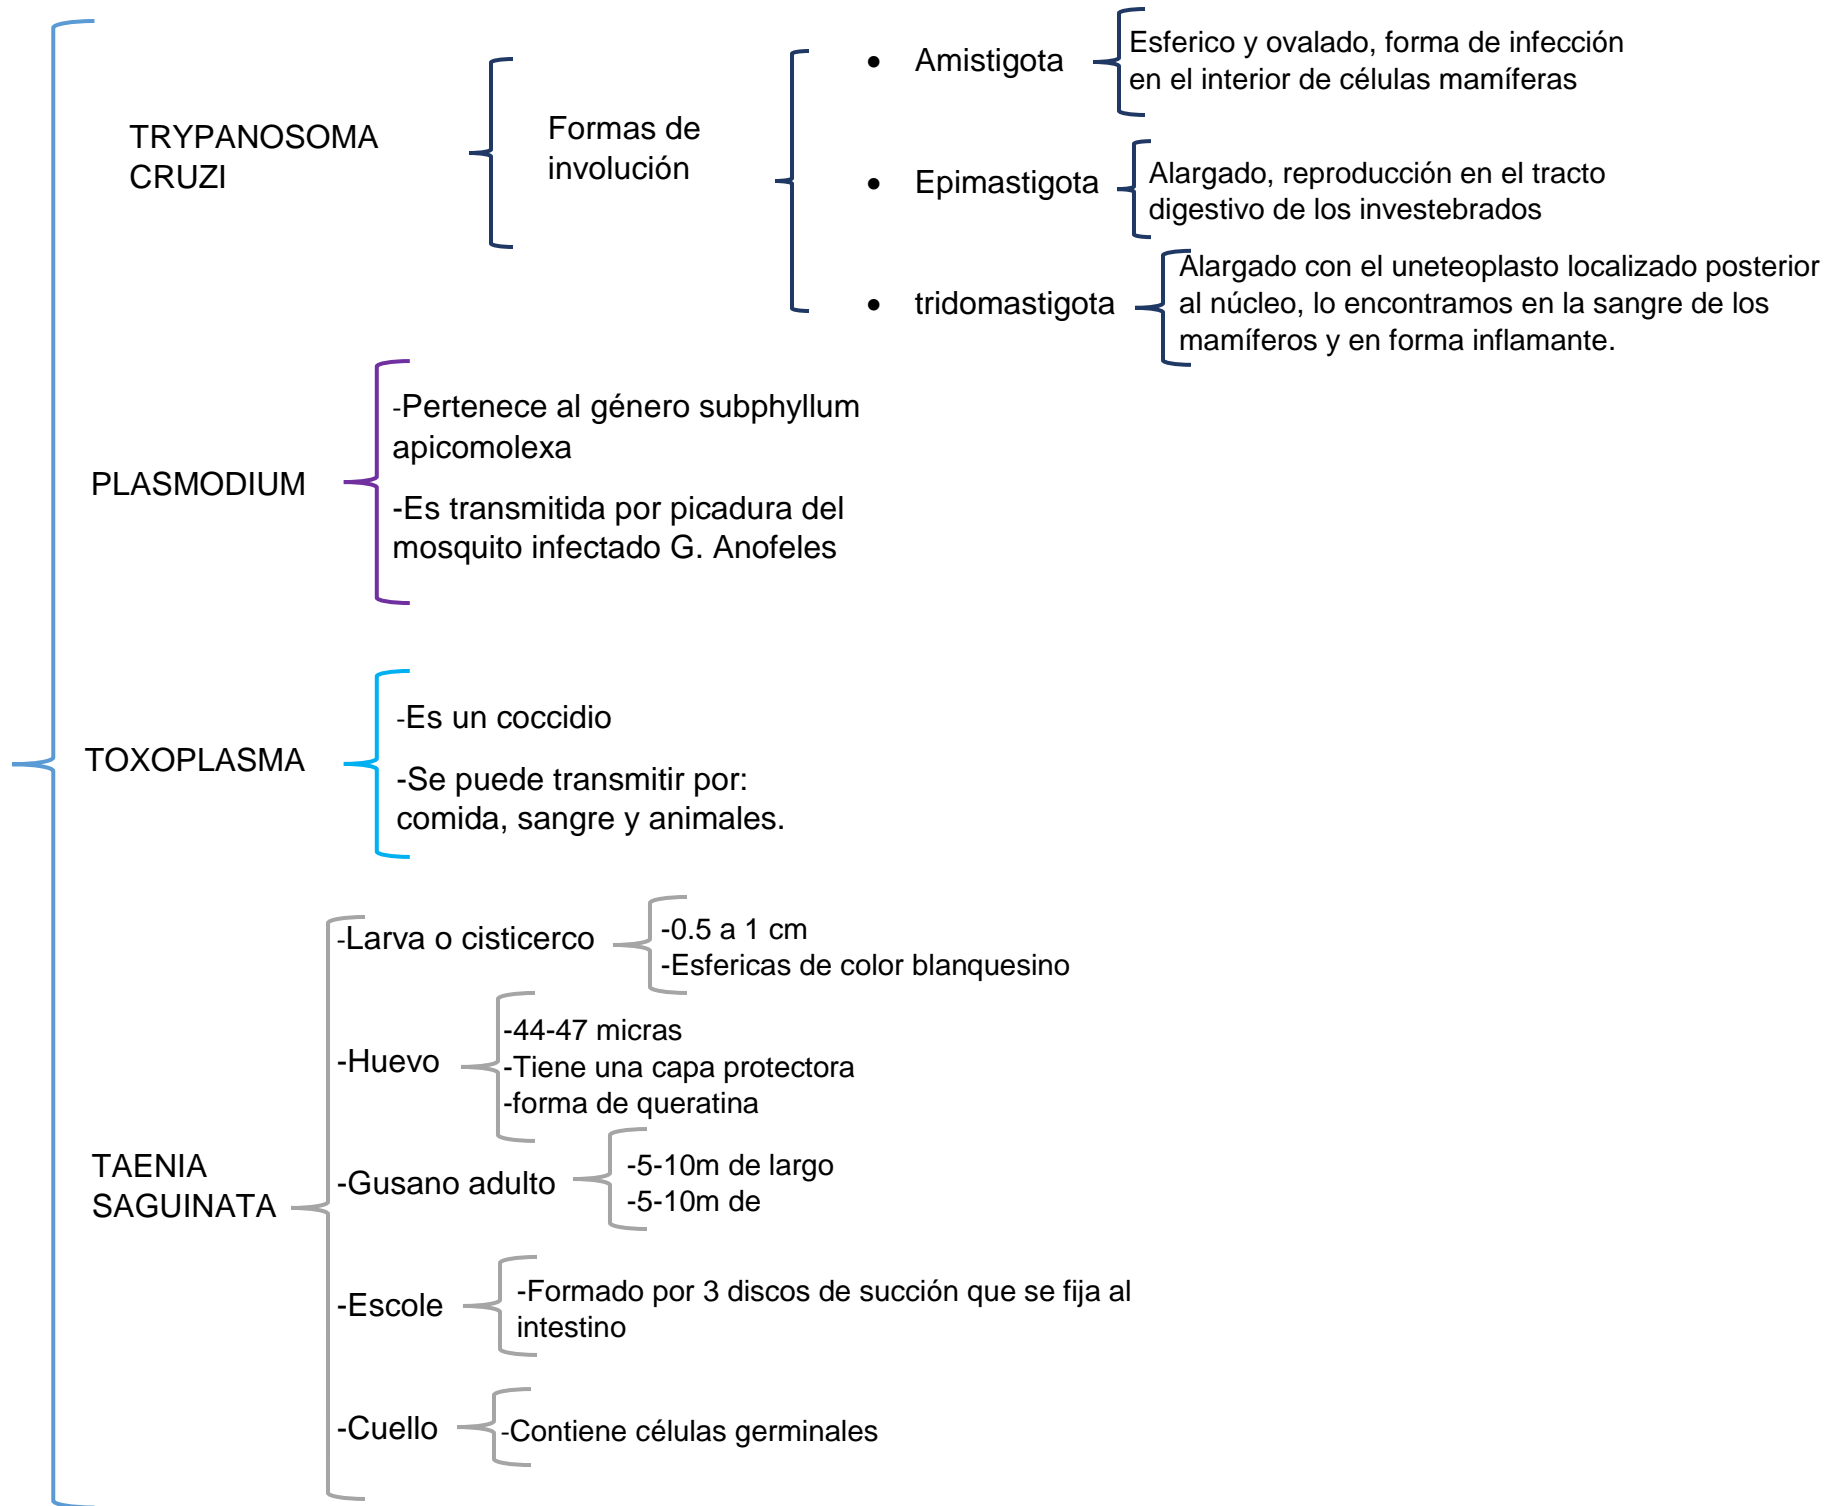 TRYPANOSOMA
CRUZI
Formas de
involución
• Amistigota
Esferico y ovalado, forma de infección
en el interior de células mamíferas
• Epimastigota
Alargado, reproducción en el tracto
digestivo de los investebrados
• tridomastigota
Alargado con el uneteoplasto localizado posterior
al núcleo, lo encontramos en la sangre de los
mamíferos y en forma inflamante.
PLASMODIUM
-Pertenece al género subphyllum
apicomolexa
-Es transmitida por picadura del
mosquito infectado G. Anofeles
TOXOPLASMA
-Es un coccidio
-Se puede transmitir por:
comida, sangre y animales.
TAENIA
SAGUINATA
-Larva o cisticerco
-0.5 a 1 cm
-Esfericas de color blanquesino
-Huevo
-44-47 micras
-Tiene una capa protectora
-forma de queratina
-Gusano adulto
-5-10m de largo
-5-10m de
-Escole
-Formado por 3 discos de succión que se fija al
intestino
-Cuello
-Contiene células germinales